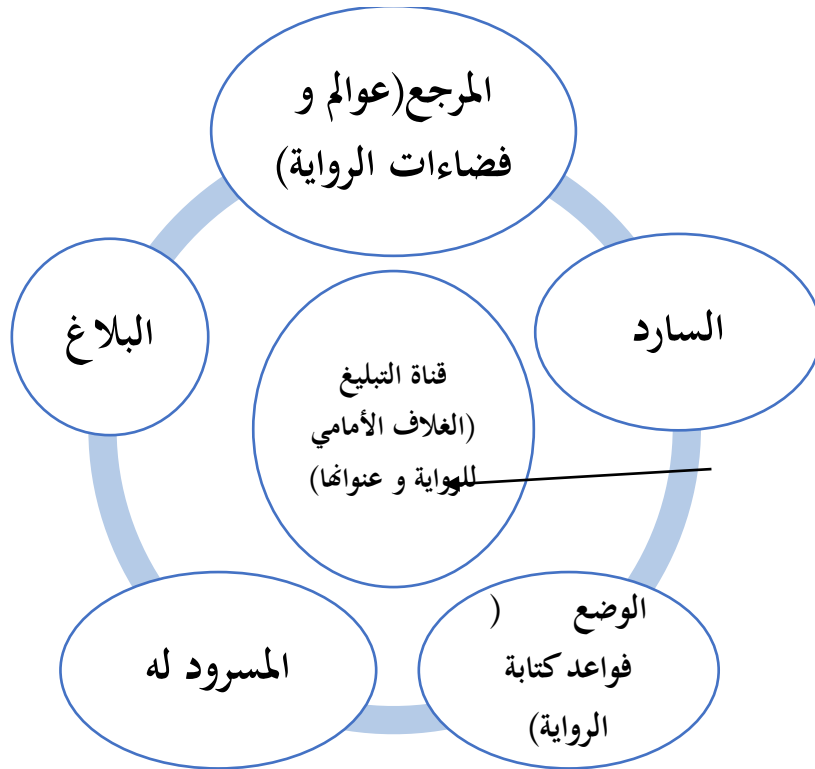 المرجع(عوالم و
فضاءات الرواية)
السارد
البلاغ
قناة التبليغ
(الغلاف الأمامي
للرواية و عنوانها)
الوضع (
فواعد كتابة
الرواية)
المسرود له